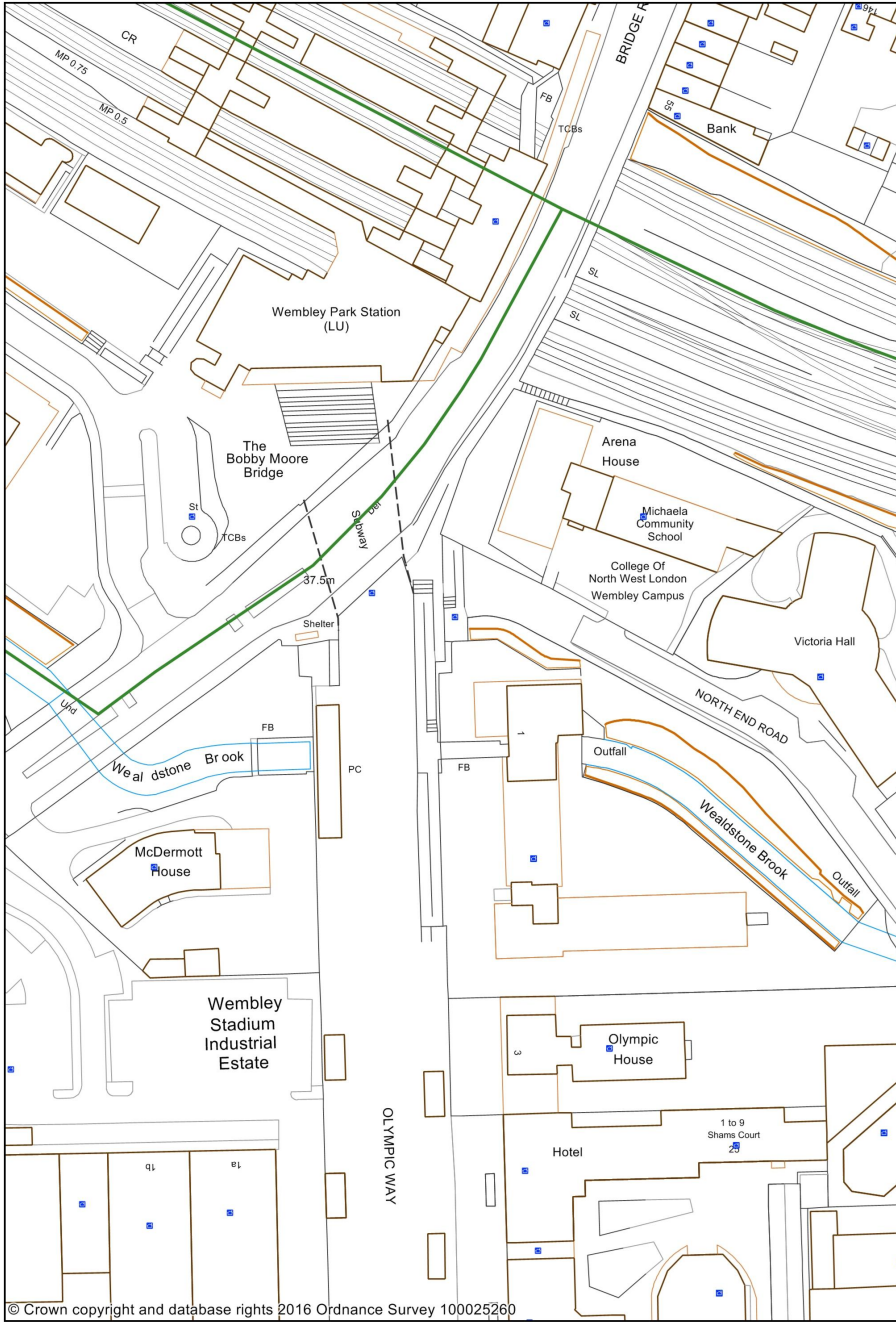 146
BRIDGE R
CR
MP 0.75
MP 0.5
FB
TCBs
55
Bank
SL
SL
Wembley Park Station
(LU)
The
Bobby Moore
Bridge
Arena
House
St
TCBs
Def
Subway
Michaela
Community
School
College Of
North West London
Wembley Campus
37.5m
Shelter
Victoria Hall
Und
FB
Wealdstone Brook
PC
FB
1
NORTH END ROAD
Outfall
Wealdstone Brook
Outfall
McDermott
House
Wembley
Stadium
Industrial
Estate
3
Olympic
House
OLYMPIC WAY
1 to 9
Shams Court
Hotel
1b
1a
© Crown copyright and database rights 2016 Ordnance Survey 100025260